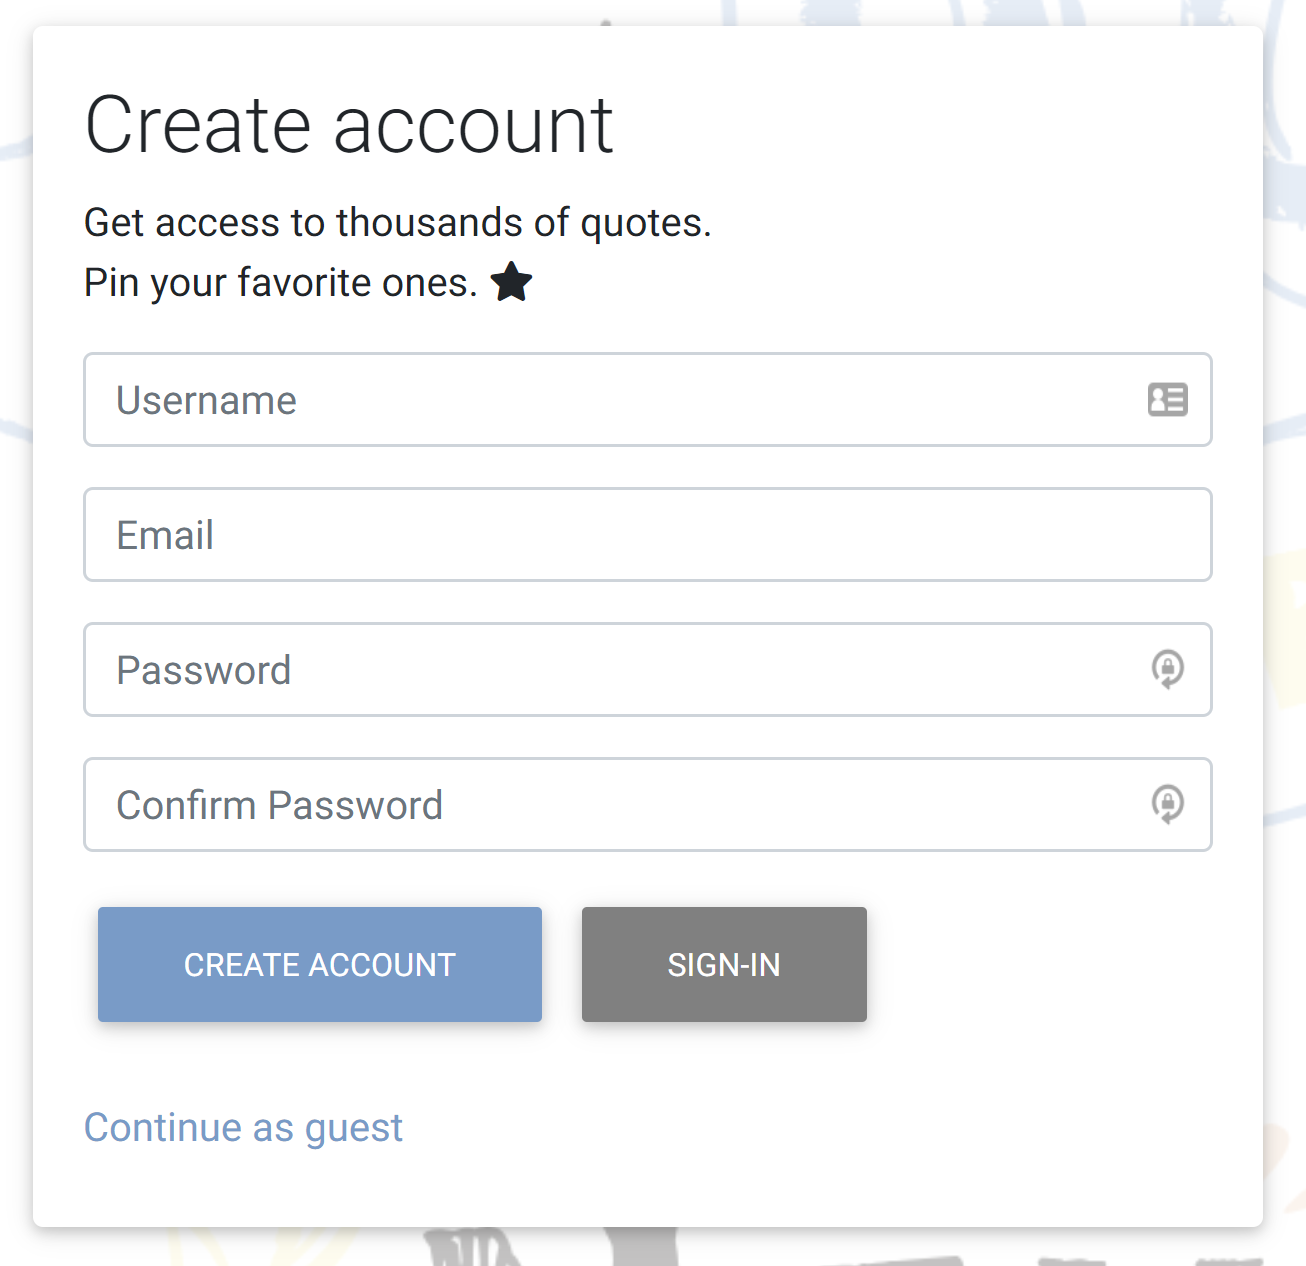 Create account
Get access to thousands of quotes.
Pin your favorite ones.
Username
Email
Password
Confirm Password
CREATE ACCOUNT
SIGN-IN
Continue as guest